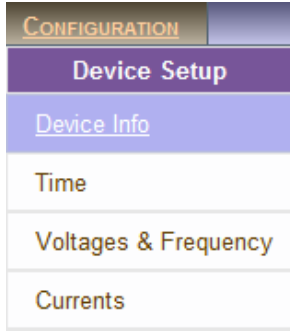 CONFIGURATION
Device Setup
Device Info
Time
Voltages & Frequency
Currents